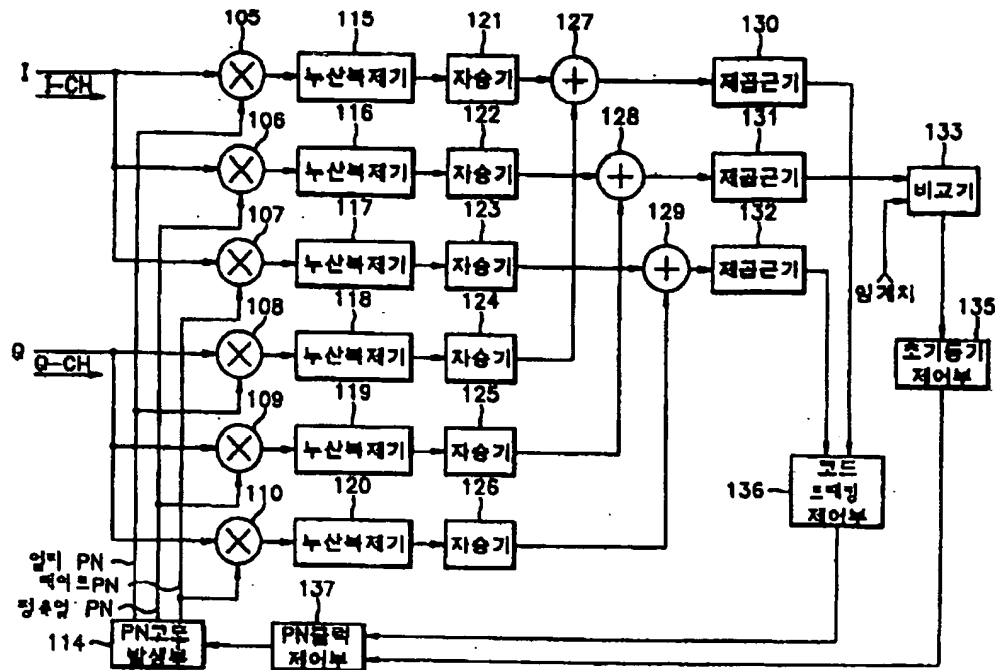 105
115
121
127
130
I
I-CH
누산복제기
자승기
제곱근기
106
116
122
128
131
133
누산복제기
자승기
제곱근기
비교기
107
117
123
129
132
누산복제기
자승기
제곱근기
임계치
108
118
124
135
Q
Q-CH
누산복제기
자승기
초기동기
제어부
109
119
125
누산복제기
자승기
코드
트래킹
제어부
136
110
120
126
누산복제기
자승기
얼리 PN
레이트PN
PN
137
114
PN코드
발생부
PN클럭
제어부